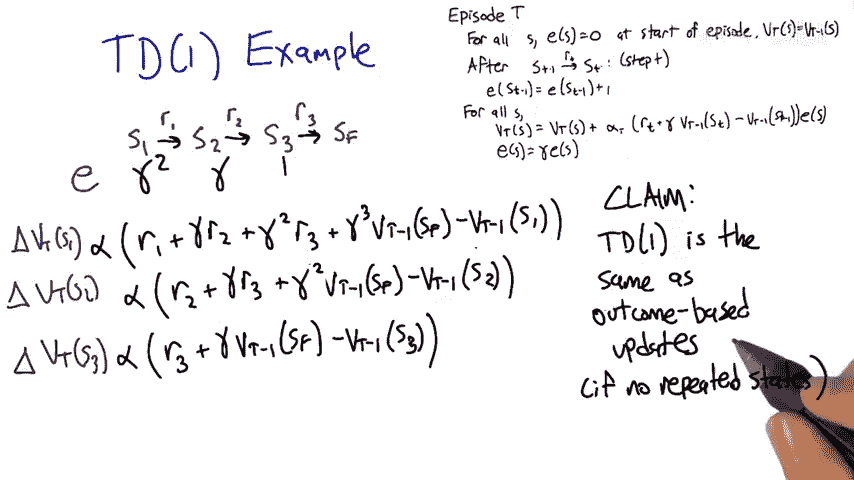 TD(1) Example
Episode T
For all s, e(s)=0 at start of episode, VT(s)=VT-1(s)
After St-1 →rt St: (step t)
e(St-1) = e(St-1)+1
For all s,
VT(s) = VT(s) + αT (rt + γ VT-1(St) - VT-1(St-1))e(s)
e(s) = γe(s)
r1 r2 r3
S1 → S2 → S3 → SF
e γ² γ 1
ΔVT(S1) α (r1 + γr2 + γ²r3 + γ³VT-1(SF) - VT-1(S1))
ΔVT(S2) α (r2 + γr3 + γ²VT-1(SF) - VT-1(S2))
ΔVT(S3) α (r3 + γVT-1(SF) - VT-1(S3))
CLAIM:
TD(1) is the
same as
outcome-based
updates
(if no repeated states)